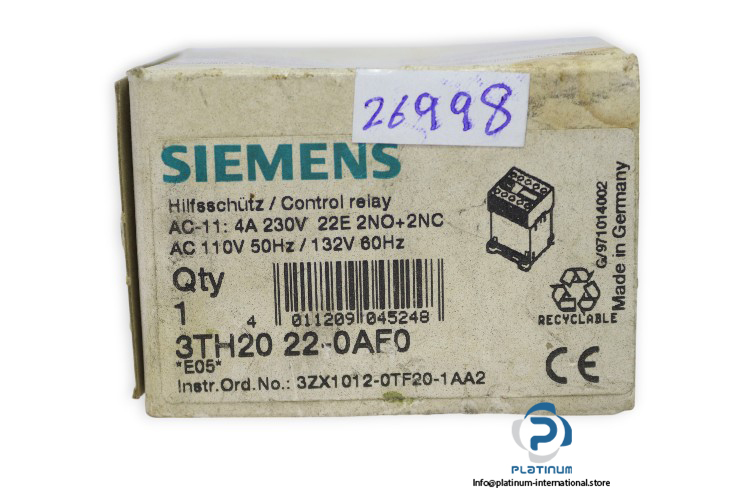 26998
SIEMENS
Hilfsschütz / Control relay
AC-11: 4A 230V 22E 2NO+2NC
AC 110V 50Hz / 132V 60Hz
Qty
1
4 011209 045248
3TH20 22-0AF0
*E05*
Instr.Ord.No.: 3ZX1012-0TF20-1AA2
G/971014002
Made in Germany
RECYCLABLE
CE
PLATINUM
Info@platinum-international.store